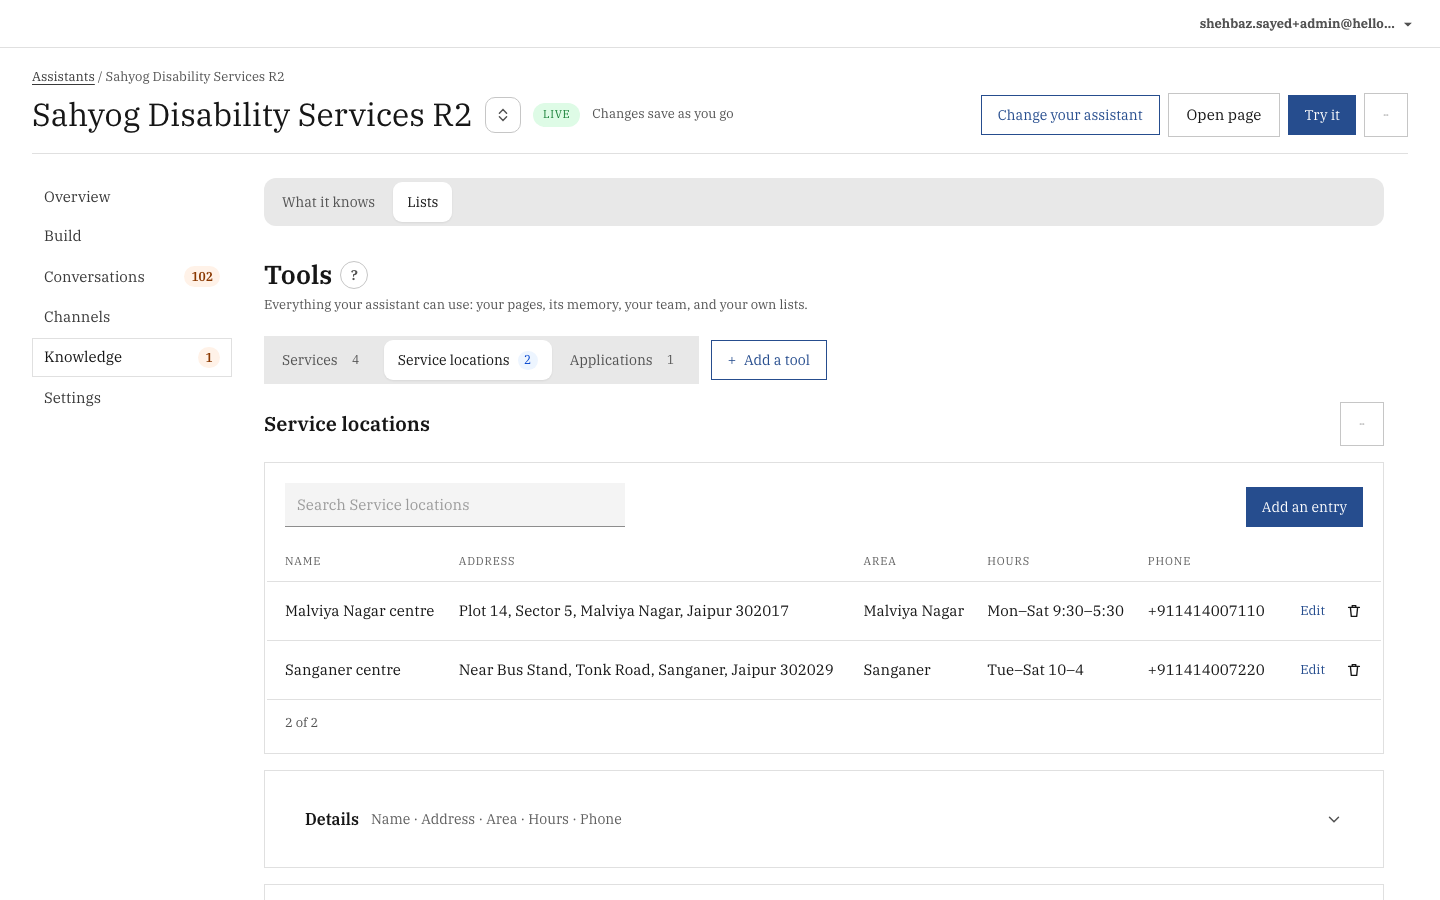 shehbaz.sayed+admin@hello...
Assistants / Sahyog Disability Services R2
Sahyog Disability Services R2
LIVE
Changes save as you go
Change your assistant
Open page
Try it
Overview
Build
Conversations 102
Channels
Knowledge 1
Settings
What it knows
Lists
Tools ?
Everything your assistant can use: your pages, its memory, your team, and your own lists.
Services 4
Service locations 2
Applications 1
+ Add a tool
Service locations
Search Service locations
Add an entry
NAME ADDRESS AREA HOURS PHONE
Malviya Nagar centre Plot 14, Sector 5, Malviya Nagar, Jaipur 302017 Malviya Nagar Mon–Sat 9:30–5:30 +911414007110 Edit
Sanganer centre Near Bus Stand, Tonk Road, Sanganer, Jaipur 302029 Sanganer Tue–Sat 10–4 +911414007220 Edit
2 of 2
Details Name · Address · Area · Hours · Phone